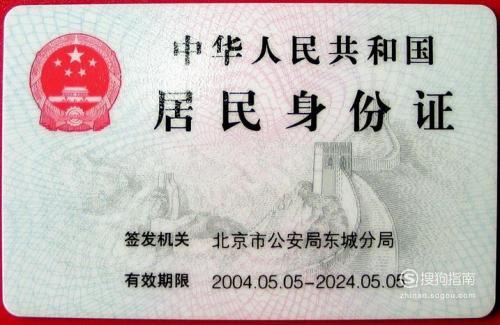 中华人民共和国
居民身份证
签发机关 北京市公安局东城分局
有效期限 2004.05.05-2024.05.05
搜狗指南
zhinan.sogou.com